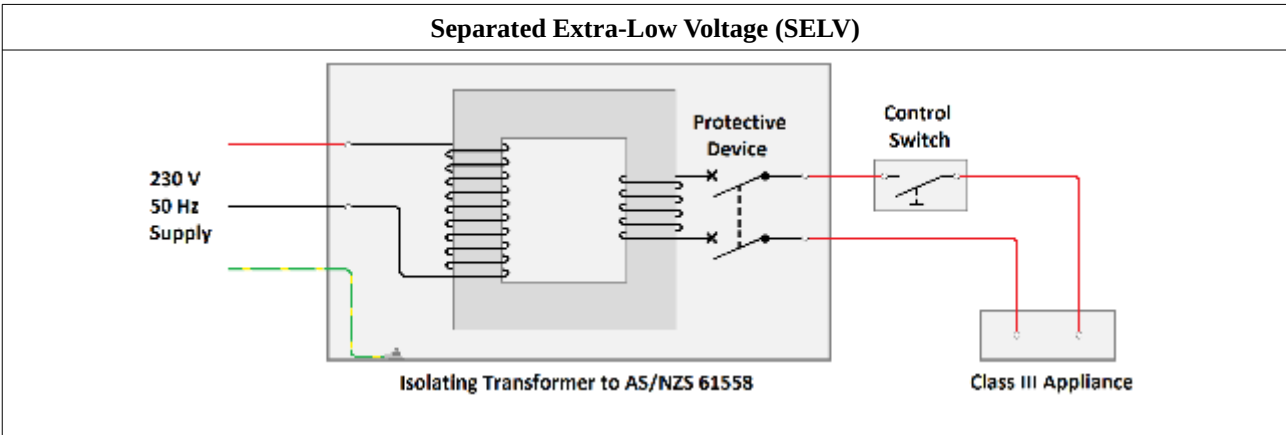 Separated Extra-Low Voltage (SELV)
Protective
Device
Control
Switch
230 V
50 Hz
Supply
Isolating Transformer to AS/NZS 61558
Class III Appliance